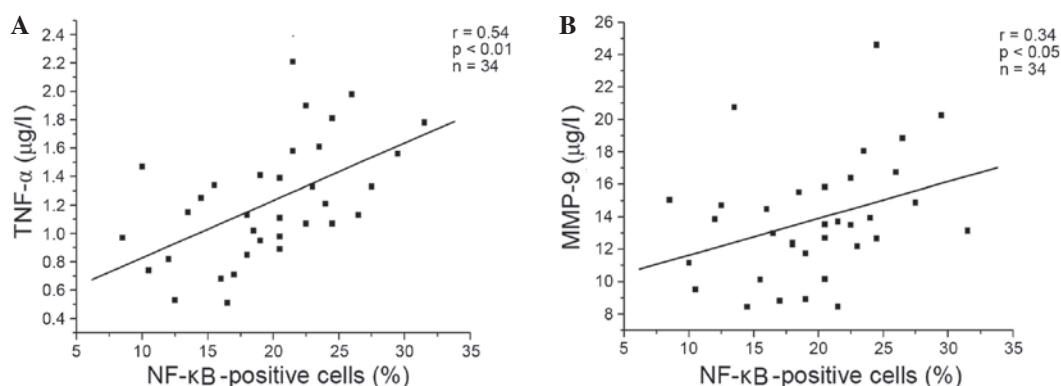 A
TNF-α (μg/l)
2.4
2.2
2.0
1.8
1.6
1.4
1.2
1.0
0.8
0.6
0.4
r = 0.54
p < 0.01
n = 34
5 10 15 20 25 30 35
NF-κB-positive cells (%)
B
MMP-9 (μg/l)
26
24
22
20
18
16
14
12
10
8
r = 0.34
p < 0.05
n = 34
5 10 15 20 25 30 35
NF-κB-positive cells (%)